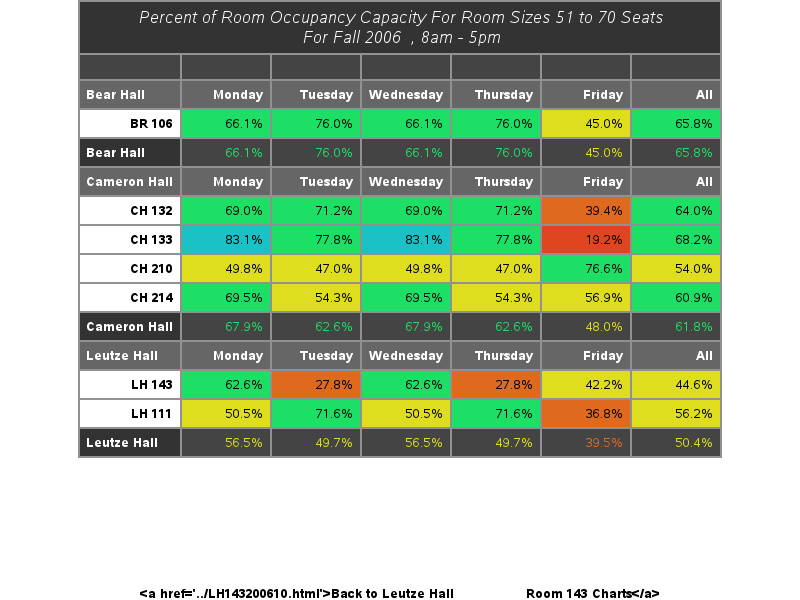 Percent of Room Occupancy Capacity For Room Sizes 51 to 70 Seats
For Fall 2006 , 8am - 5pm
Bear Hall Monday Tuesday Wednesday Thursday Friday All
BR 106 66.1% 76.0% 66.1% 76.0% 45.0% 65.8%
Bear Hall 66.1% 76.0% 66.1% 76.0% 45.0% 65.8%
Cameron Hall Monday Tuesday Wednesday Thursday Friday All
CH 132 69.0% 71.2% 69.0% 71.2% 39.4% 64.0%
CH 133 83.1% 77.8% 83.1% 77.8% 19.2% 68.2%
CH 210 49.8% 47.0% 49.8% 47.0% 76.6% 54.0%
CH 214 69.5% 54.3% 69.5% 54.3% 56.9% 60.9%
Cameron Hall 67.9% 62.6% 67.9% 62.6% 48.0% 61.8%
Leutze Hall Monday Tuesday Wednesday Thursday Friday All
LH 143 62.6% 27.8% 62.6% 27.8% 42.2% 44.6%
LH 111 50.5% 71.6% 50.5% 71.6% 36.8% 56.2%
Leutze Hall 56.5% 49.7% 56.5% 49.7% 39.5% 50.4%
<a href='../LH143200610.html'>Back to Leutze Hall Room 143 Charts</a>